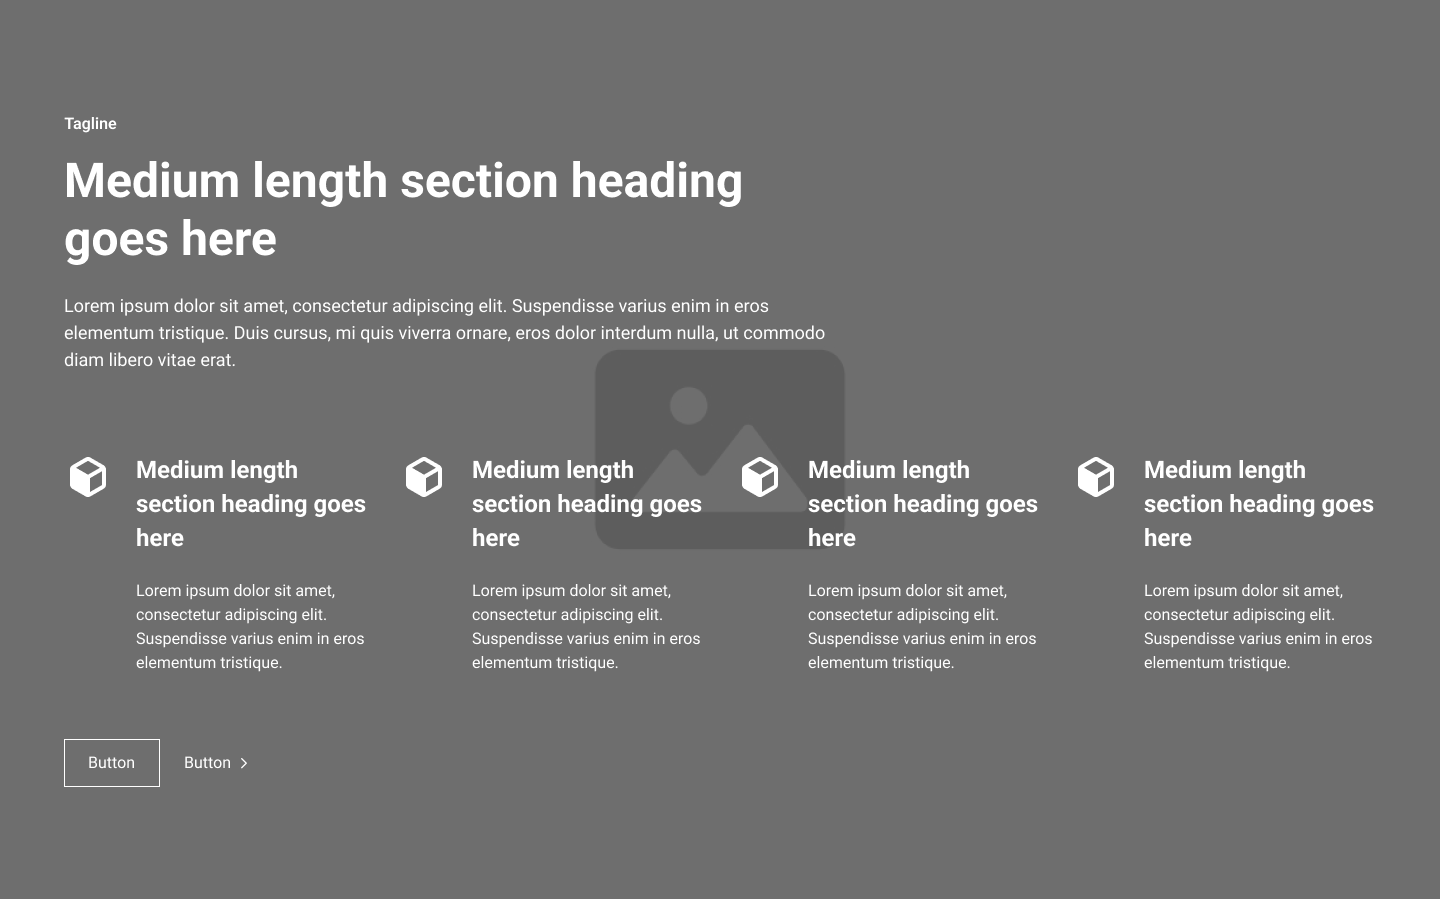 Tagline
Medium length section heading
goes here
Lorem ipsum dolor sit amet, consectetur adipiscing elit. Suspendisse varius enim in eros
elementum tristique. Duis cursus, mi quis viverra ornare, eros dolor interdum nulla, ut commodo
diam libero vitae erat.
Medium length
section heading goes
here
Lorem ipsum dolor sit amet,
consectetur adipiscing elit.
Suspendisse varius enim in eros
elementum tristique.
Medium length
section heading goes
here
Lorem ipsum dolor sit amet,
consectetur adipiscing elit.
Suspendisse varius enim in eros
elementum tristique.
Medium length
section heading goes
here
Lorem ipsum dolor sit amet,
consectetur adipiscing elit.
Suspendisse varius enim in eros
elementum tristique.
Medium length
section heading goes
here
Lorem ipsum dolor sit amet,
consectetur adipiscing elit.
Suspendisse varius enim in eros
elementum tristique.
Button
Button